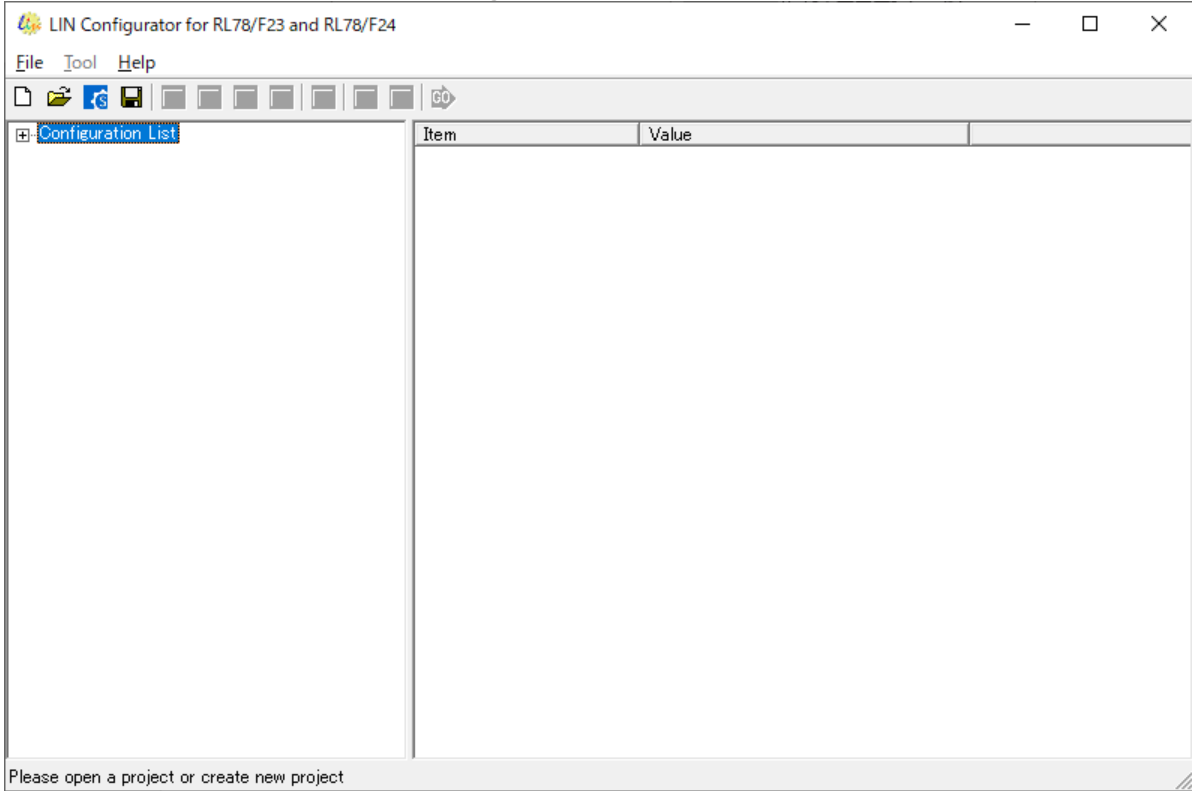 LIN Configurator for RL78/F23 and RL78/F24
File Tool Help
GO
Configuration List
Item Value
Please open a project or create new project